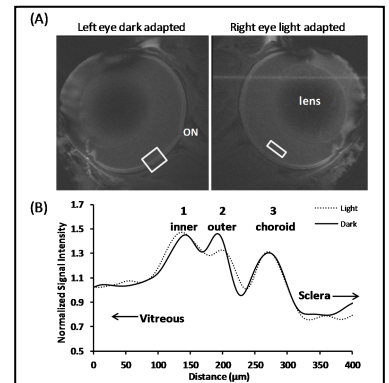 (A)
Left eye dark adapted Right eye light adapted
lens
ON
(B)
1 2 3
inner outer choroid
Light
Dark
Normalized Signal Intensity
1.7
1.5
1.3
1.1
0.9
0.7
0.5
Vitreous
Sclera
0 50 100 150 200 250 300 350 400
Distance (µm)